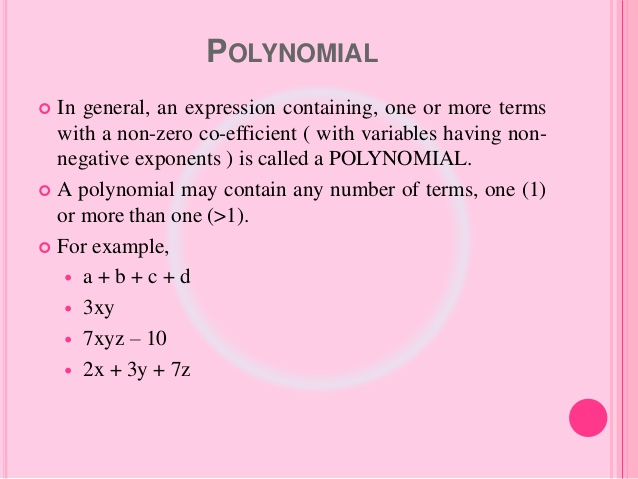 POLYNOMIAL
In general, an expression containing, one or more terms
with a non-zero co-efficient ( with variables having non-
negative exponents ) is called a POLYNOMIAL.
A polynomial may contain any number of terms, one (1)
or more than one (>1).
For example,
a + b + c + d
3xy
7xyz – 10
2x + 3y + 7z